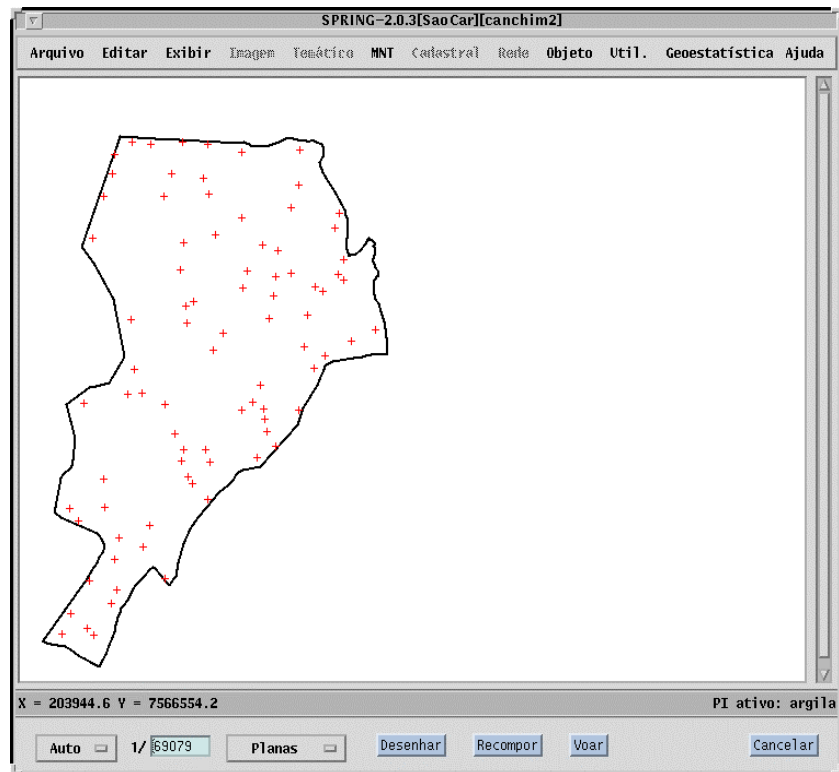 SPRING-2.0.3[SaoCar][canchim2]
Arquivo Editar Exibir Imagem Temático MNT Cadastral Rede Objeto Util. Geoestatística Ajuda
X = 203944.6 Y = 7566554.2 PI ativo: argila
Auto 1/ 69079 Planas Desenhar Recompor Voar Cancelar